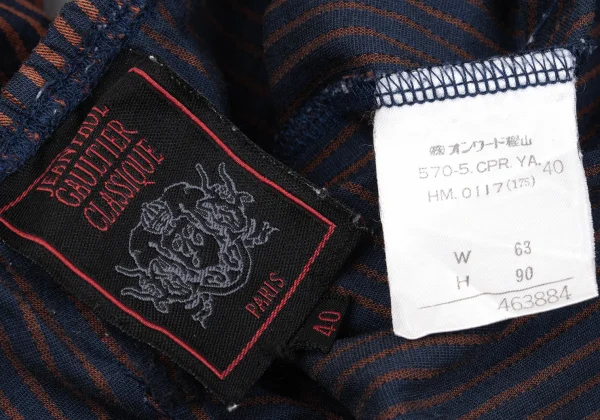 JEAN PAUL
GAULTIER
CLASSIQUE
PARIS
40
㈱オンワード樫山
570-5.CPR.YA. 40
HM.0117(175)
W 63
H 90
463884